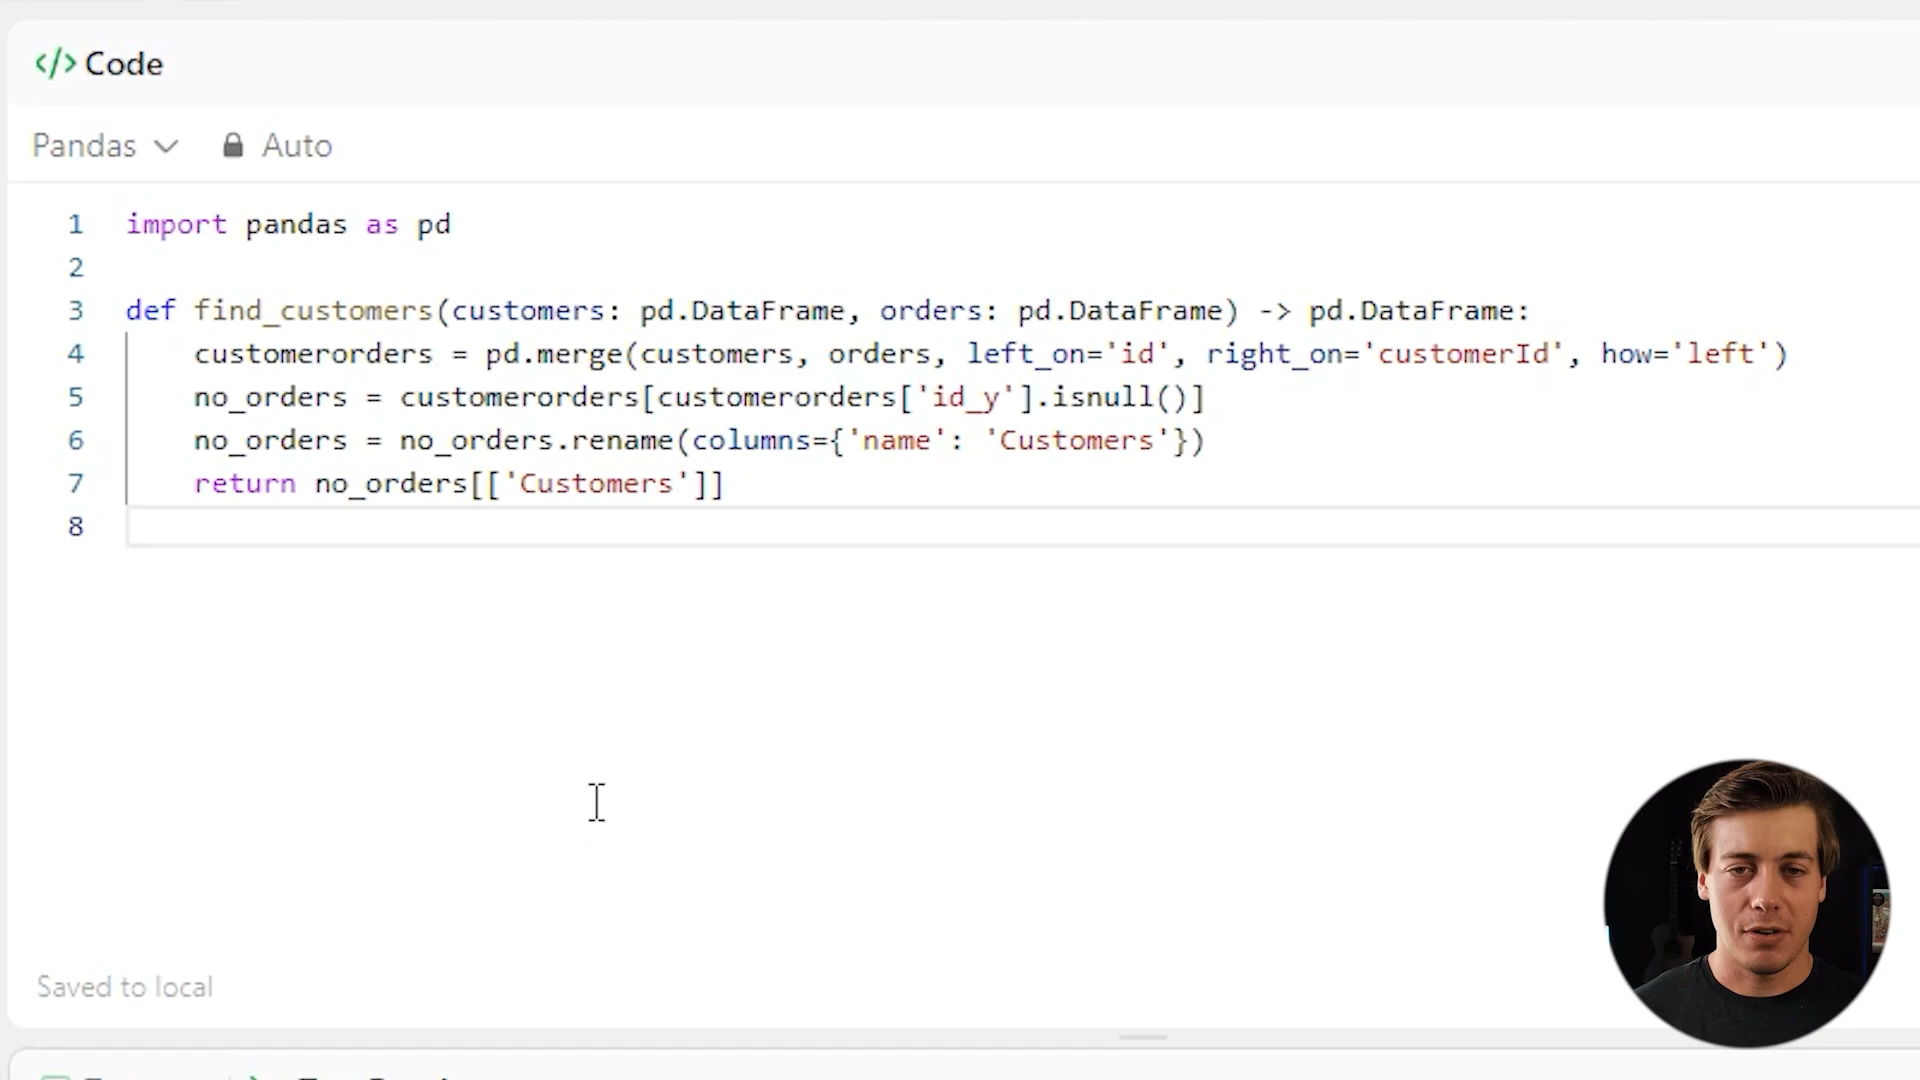 </> Code
Pandas Auto
1 import pandas as pd
2
3 def find_customers(customers: pd.DataFrame, orders: pd.DataFrame) -> pd.DataFrame:
4     customerorders = pd.merge(customers, orders, left_on='id', right_on='customerId', how='left')
5     no_orders = customerorders[customerorders['id_y'].isnull()]
6     no_orders = no_orders.rename(columns={'name': 'Customers'})
7     return no_orders[['Customers']]
8
Saved to local